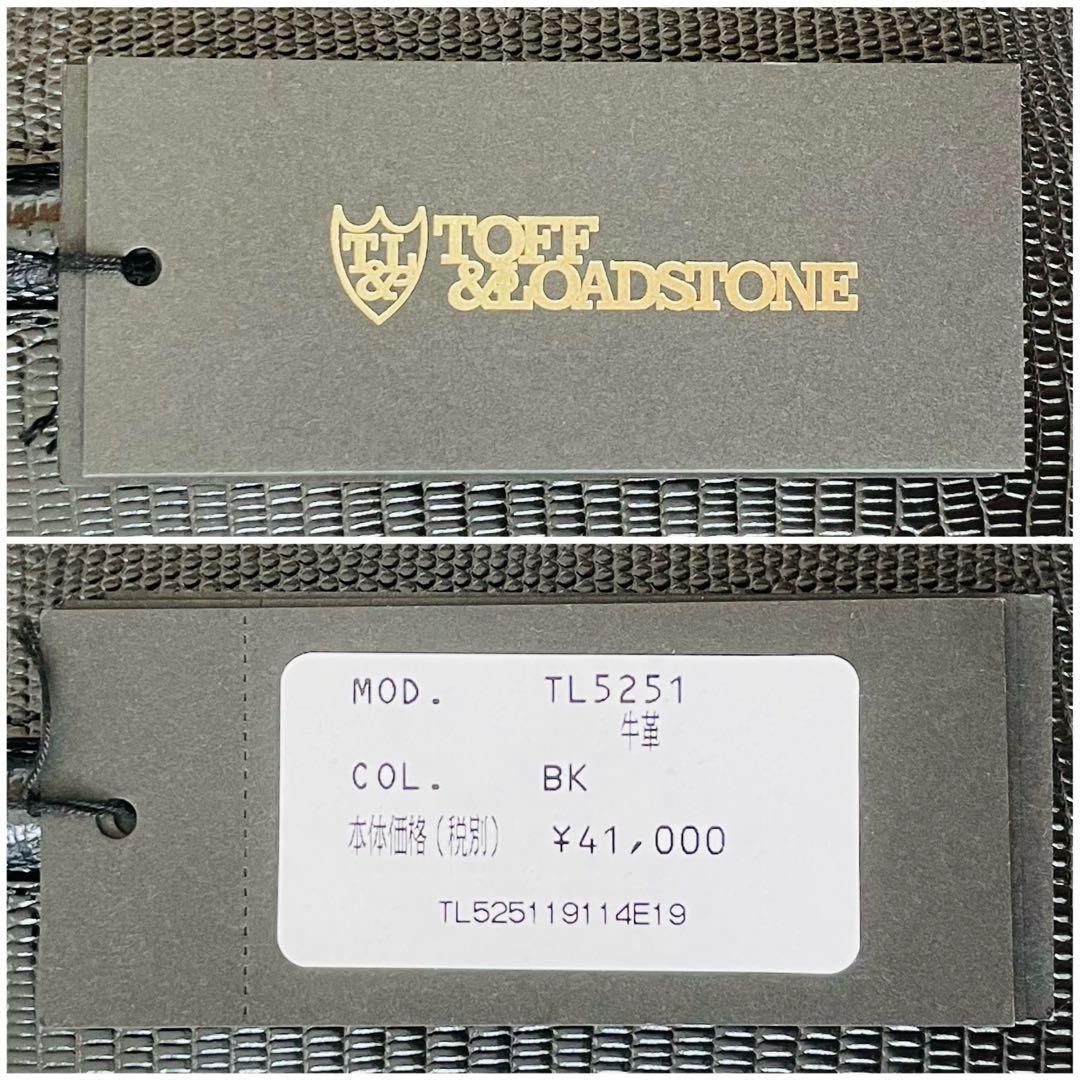 T.L
&
TOFF
&LOADSTONE
MOD. TL5251
牛革
COL. BK
本体価格(税別) ¥41,000
TL525119114E19